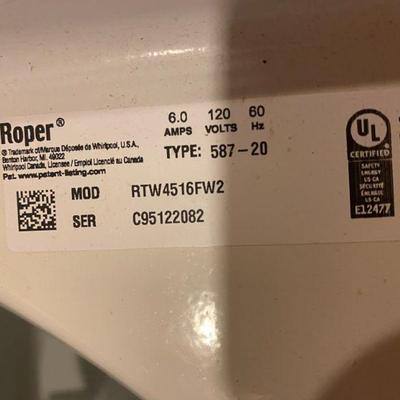 Roper®
6.0 120 60
AMPS VOLTS Hz
® Trademark of/Marque Déposée de Whirlpool, U.S.A.
Benton Harbor, MI. 49022
Whirlpool Canada, Licensee / Emploi Licencié au Canada
Pat. www.patent-listing.com
TYPE: 587-20
MOD RTW4516FW2
SER C95122082
UL
CERTIFIED
SAFETY
ENERGY
US-CA
SÉCURITÉ
ÉNERGIE
US-CA
E12477